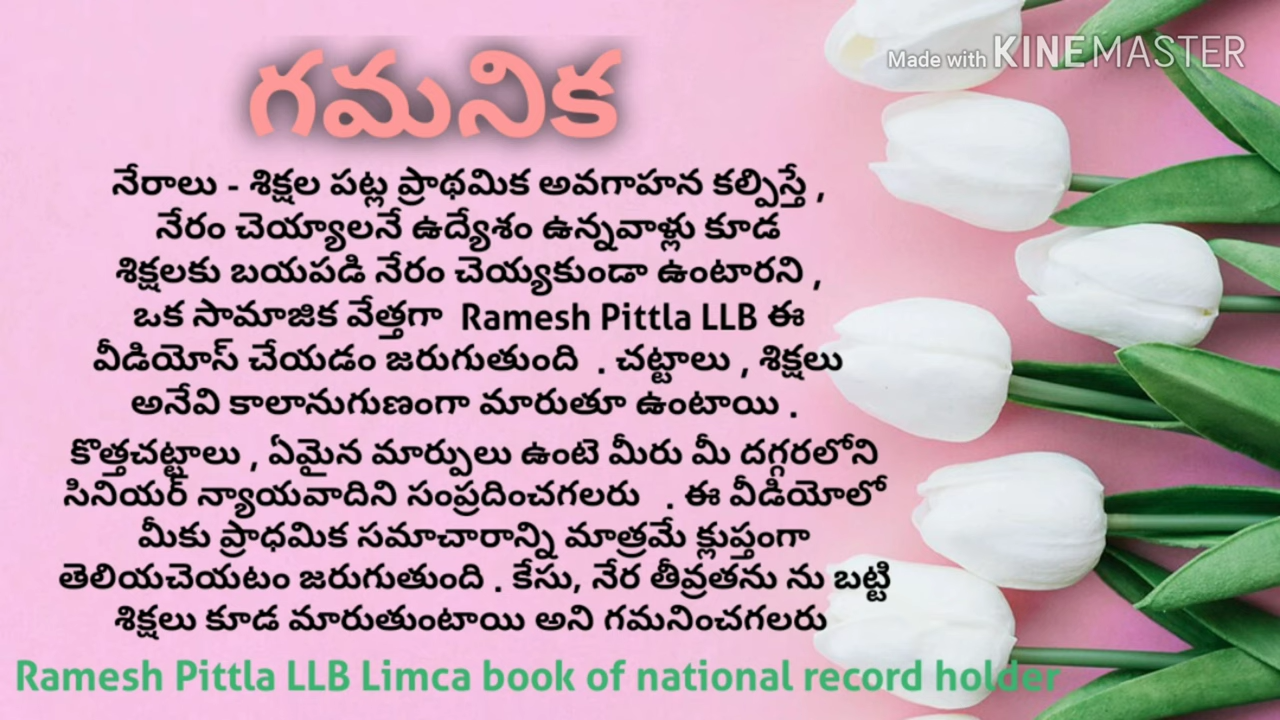 Made with KINEMASTER
గమనిక
నేరాలు - శిక్షల పట్ల ప్రాథమిక అవగాహన కల్పిస్తే ,
నేరం చెయ్యాలనే ఉద్యేశం ఉన్నవాళ్లు కూడ
శిక్షలకు బయపడి నేరం చెయ్యకుండా ఉంటారని ,
ఒక సామాజిక వేత్తగా Ramesh Pittla LLB ఈ
వీడియోస్ చేయడం జరుగుతుంది . చట్టాలు , శిక్షలు
అనేవి కాలానుగుణంగా మారుతూ ఉంటాయి .
కొత్తచట్టాలు , ఏమైన మార్పులు ఉంటె మీరు మీ దగ్గరలోని
సినియర్ న్యాయవాదిని సంప్రదించగలరు . ఈ వీడియోలో
మీకు ప్రాధమిక సమాచారాన్ని మాత్రమే క్లుప్తంగా
తెలియచెయటం జరుగుతుంది . కేసు, నేర తీవ్రతను ను బట్టి
శిక్షలు కూడ మారుతుంటాయి అని గమనించగలరు
Ramesh Pittla LLB Limca book of national record holder